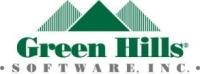 Green Hills®
• SOFTWARE, INC. •